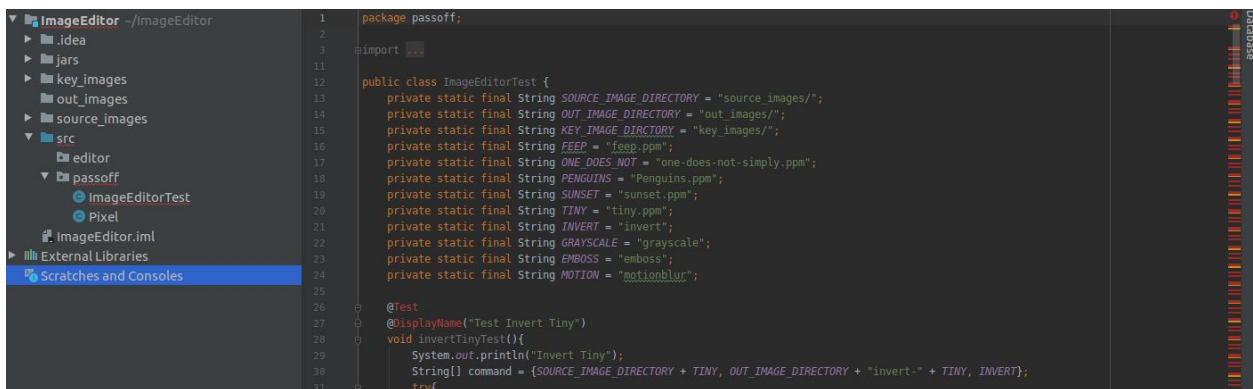 ImageEditor ~/ImageEditor
.idea
jars
key_images
out_images
source_images
src
editor
passoff
ImageEditorTest
Pixel
ImageEditor.iml
External Libraries
Scratches and Consoles
1 package passoff;
2
3 import ...
11
12 public class ImageEditorTest {
13 private static final String SOURCE_IMAGE_DIRECTORY = "source_images/";
14 private static final String OUT_IMAGE_DIRECTORY = "out_images/";
15 private static final String KEY_IMAGE_DIRCTORY = "key_images/";
16 private static final String FEEP = "feep.ppm";
17 private static final String ONE_DOES_NOT = "one-does-not-simply.ppm";
18 private static final String PENGUINS = "Penguins.ppm";
19 private static final String SUNSET = "sunset.ppm";
20 private static final String TINY = "tiny.ppm";
21 private static final String INVERT = "invert";
22 private static final String GRAYSCALE = "grayscale";
23 private static final String EMBOSS = "emboss";
24 private static final String MOTION = "motionblur";
25
26 @Test
27 @DisplayName("Test Invert Tiny")
28 void invertTinyTest(){
29 System.out.println("Invert Tiny");
30 String[] command = {SOURCE_IMAGE_DIRECTORY + TINY, OUT_IMAGE_DIRECTORY + "invert-" + TINY, INVERT};
31 try{
Database